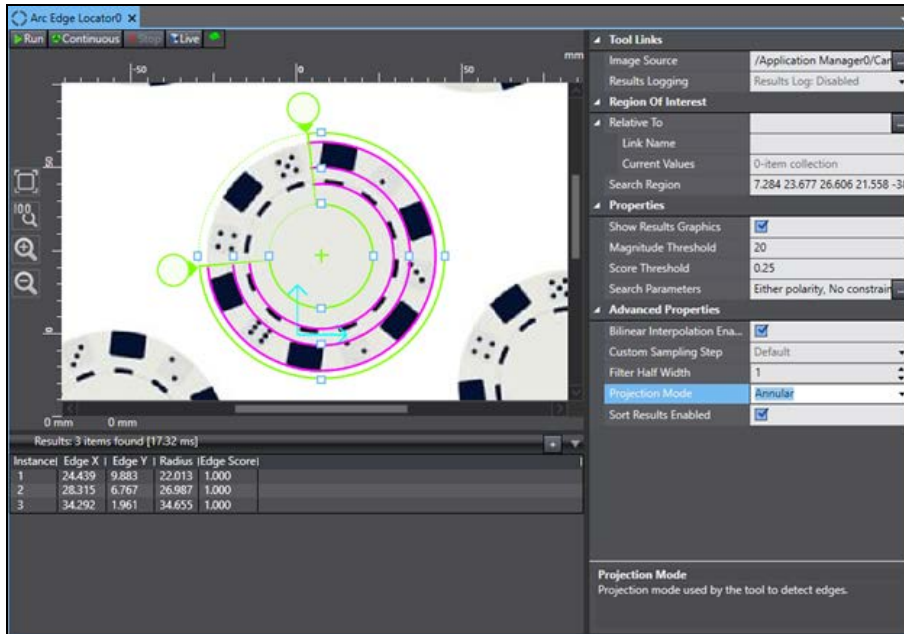 Arc Edge Locator0 ×
Run Continuous Stop Live
mm
-50 0 50
50
0
100
0 mm 0 mm
Results: 3 items found [17.32 ms]
Instance Edge X Edge Y Radius Edge Score
1 24.439 9.883 22.013 1.000
2 28.315 6.767 26.987 1.000
3 34.292 1.961 34.655 1.000
Tool Links
Image Source /Application Manager0/Car ...
Results Logging Results Log: Disabled
Region Of Interest
Relative To ...
Link Name
Current Values 0-item collection
Search Region 7.284 23.677 26.606 21.558 -38
Properties
Show Results Graphics
Magnitude Threshold 20
Score Threshold 0.25
Search Parameters Either polarity, No constrain ...
Advanced Properties
Bilinear Interpolation Ena...
Custom Sampling Step Default
Filter Half Width 1
Projection Mode Annular
Sort Results Enabled
Projection Mode
Projection mode used by the tool to detect edges.